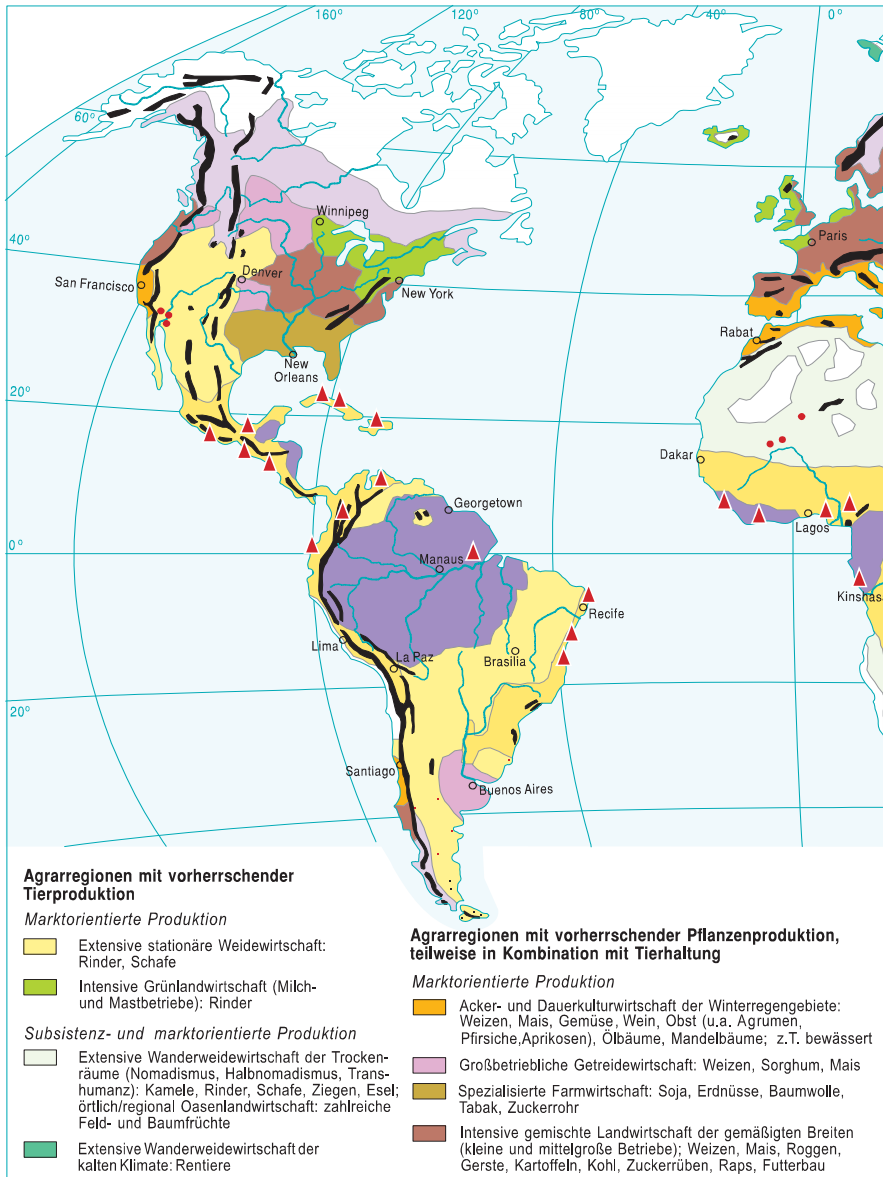 160°
120°
80°
40°
0°
60°
40°
20°
0°
20°
Winnipeg
Paris
San Francisco
Denver
New York
Rabat
New
Orleans
Dakar
Georgetown
Lagos
Manaus
Kinshas
Recife
Lima
La Paz
Brasilia
Santiago
Buenos Aires
Agrarregionen mit vorherrschender
Tierproduktion
Marktorientierte Produktion
Extensive stationäre Weidewirtschaft:
Rinder, Schafe
Intensive Grünlandwirtschaft (Milch-
und Mastbetriebe): Rinder
Subsistenz- und marktorientierte Produktion
Extensive Wanderweidewirtschaft der Trocken-
räume (Nomadismus, Halbnomadismus, Trans-
humanz): Kamele, Rinder, Schafe, Ziegen, Esel;
örtlich/regional Oasenlandwirtschaft: zahlreiche
Feld- und Baumfrüchte
Extensive Wanderweidewirtschaft der
kalten Klimate: Rentiere
Agrarregionen mit vorherrschender Pflanzenproduktion,
teilweise in Kombination mit Tierhaltung
Marktorientierte Produktion
Acker- und Dauerkulturwirtschaft der Winterregengebiete:
Weizen, Mais, Gemüse, Wein, Obst (u.a. Agrumen,
Pfirsiche,Aprikosen), Ölbäume, Mandelbäume; z.T. bewässert
Großbetriebliche Getreidewirtschaft: Weizen, Sorghum, Mais
Spezialisierte Farmwirtschaft: Soja, Erdnüsse, Baumwolle,
Tabak, Zuckerrohr
Intensive gemischte Landwirtschaft der gemäßigten Breiten
(kleine und mittelgroße Betriebe); Weizen, Mais, Roggen,
Gerste, Kartoffeln, Kohl, Zuckerrüben, Raps, Futterbau